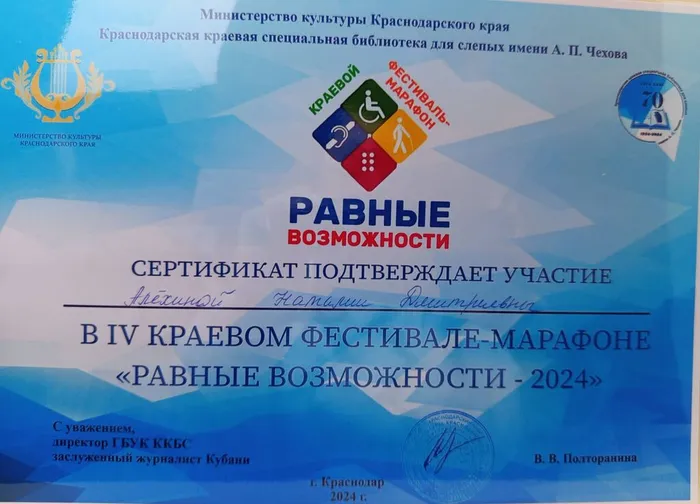 Министерство культуры Краснодарского края
Краснодарская краевая специальная библиотека для слепых имени А. П. Чехова
МИНИСТЕРСТВО КУЛЬТУРЫ
КРАСНОДАРСКОГО КРАЯ
КРАЕВОЙ
ФЕСТИВАЛЬ-
МАРАФОН
РАВНЫЕ
ВОЗМОЖНОСТИ
СЕРТИФИКАТ ПОДТВЕРЖДАЕТ УЧАСТИЕ
Алёхиной Наталии Дмитриевны
В IV КРАЕВОМ ФЕСТИВАЛЕ-МАРАФОНЕ
«РАВНЫЕ ВОЗМОЖНОСТИ - 2024»
С уважением,
директор ГБУК ККБС
заслуженный журналист Кубани
В. В. Полторанина
г. Краснодар
2024 г.